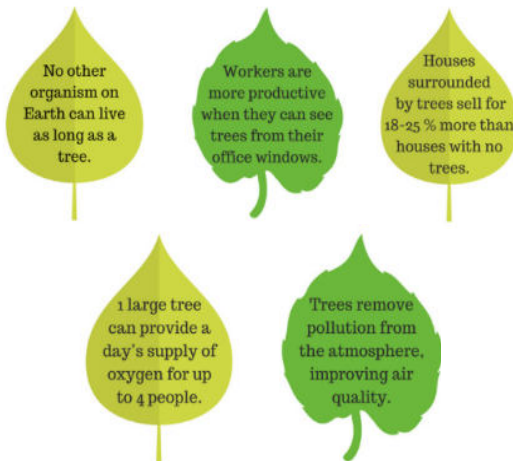 No other
organism on
Earth can live
as long as a
tree.
Workers are
more productive
when they can see
trees from their
office windows.
Houses
surrounded
by trees sell for
18-25 % more than
houses with no
trees.
1 large tree
can provide a
day's supply of
oxygen for up
to 4 people.
Trees remove
pollution from
the atmosphere,
improving air
quality.